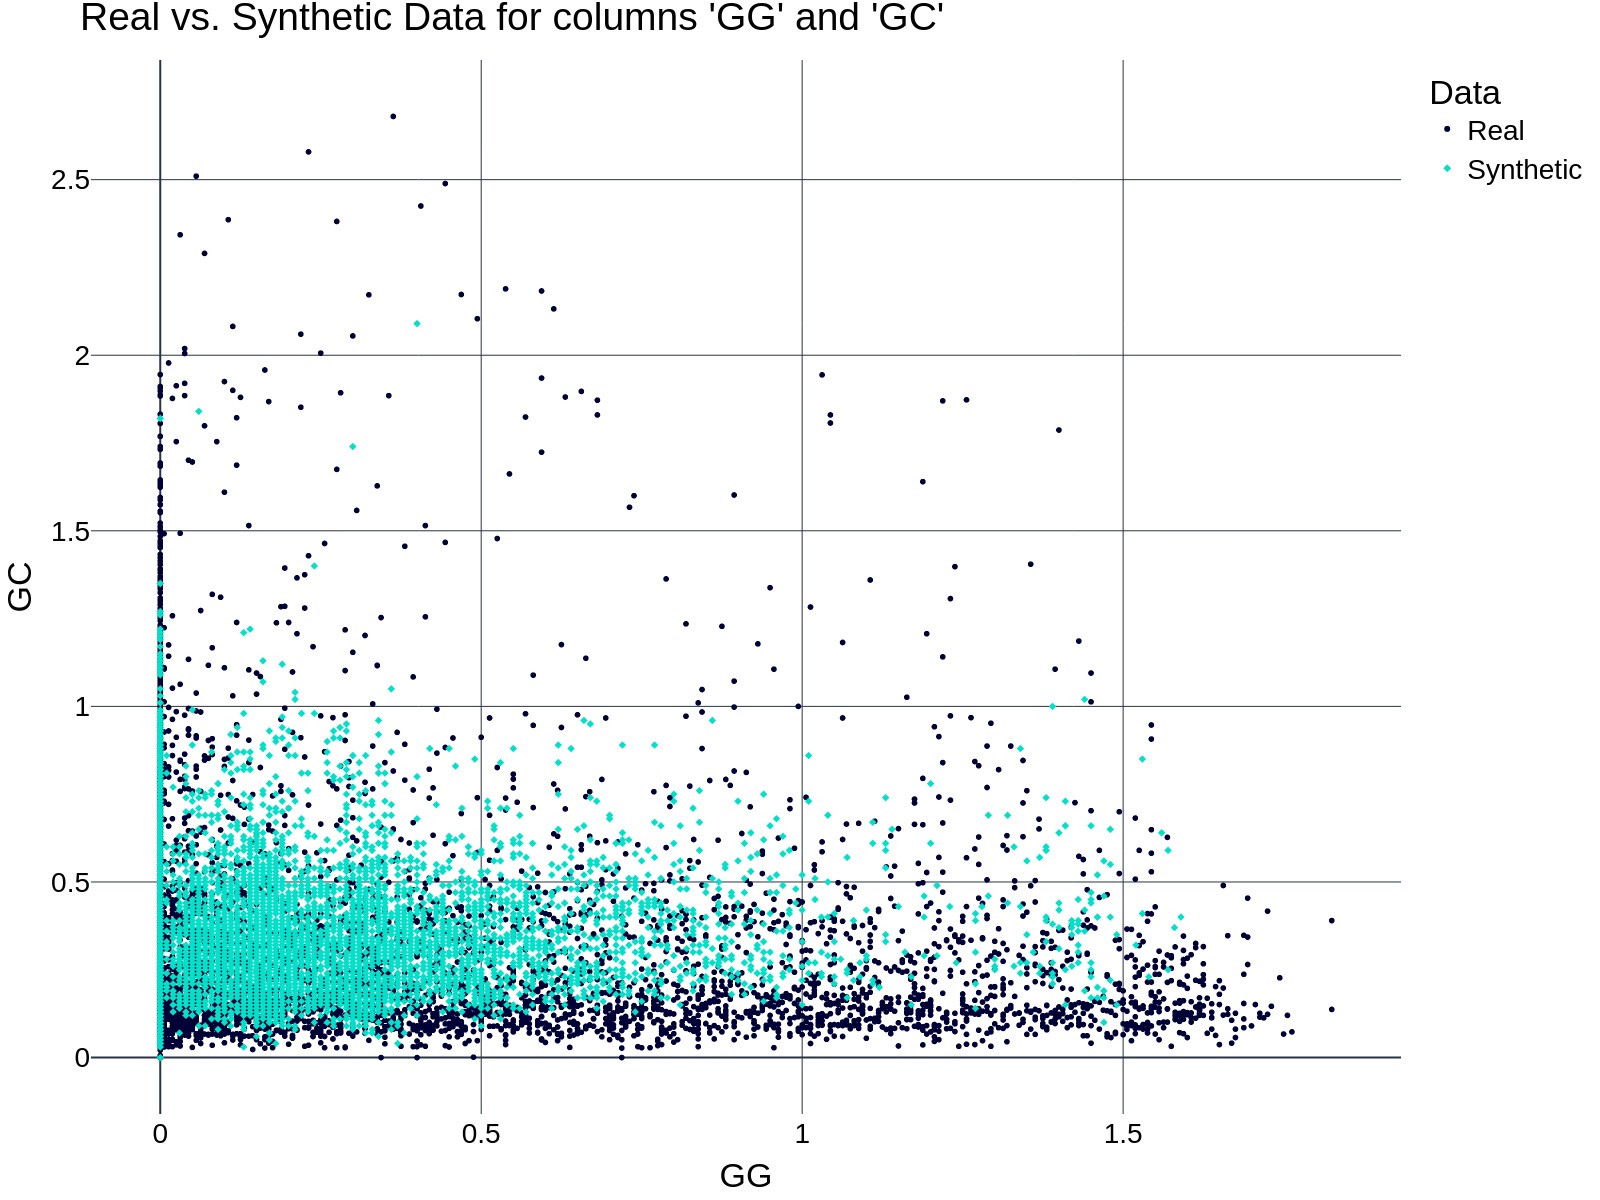 Real vs. Synthetic Data for columns 'GG' and 'GC'
Data
Real
Synthetic
2.5
2
1.5
1
0.5
0
GC
0
0.5
1
1.5
GG